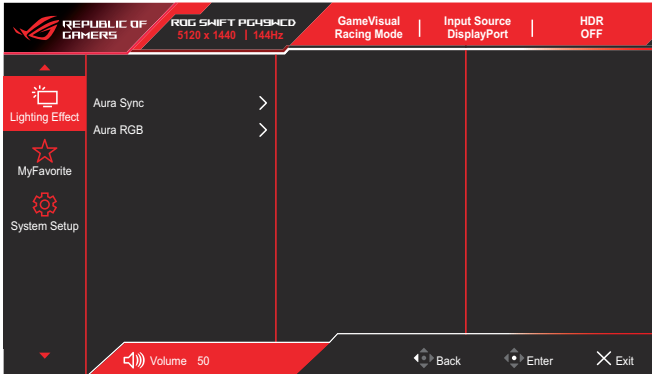 REPUBLIC OF
GAMERS
ROG SWIFT PG49WCD
5120 x 1440 | 144Hz
GameVisual
Racing Mode
Input Source
DisplayPort
HDR
OFF
Lighting Effect
Aura Sync
Aura RGB
MyFavorite
System Setup
Volume 50
Back
Enter
Exit